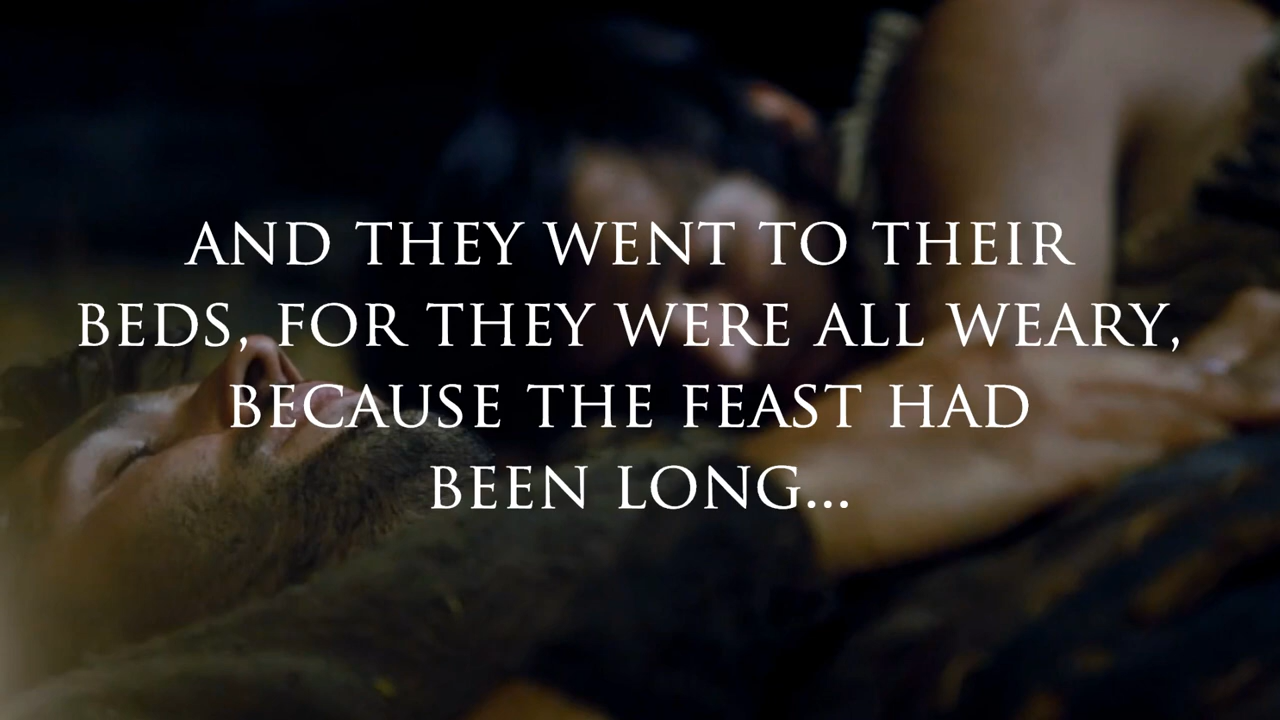 AND THEY WENT TO THEIR
BEDS, FOR THEY WERE ALL WEARY,
BECAUSE THE FEAST HAD
BEEN LONG...